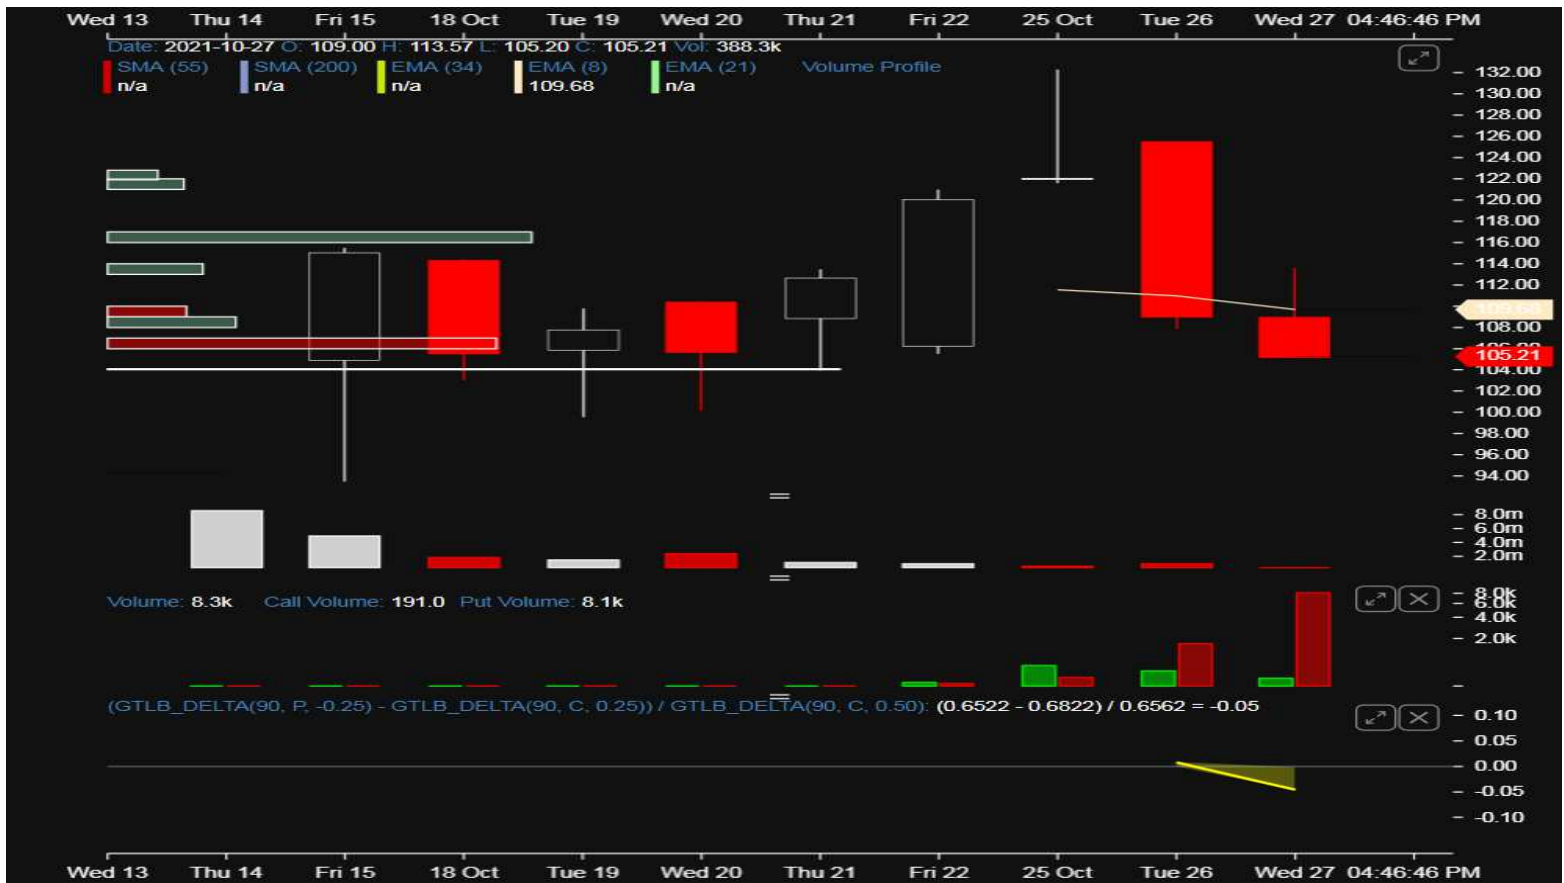 Wed 13 Thu 14 Fri 15 18 Oct Tue 19 Wed 20 Thu 21 Fri 22 25 Oct Tue 26 Wed 27 04:46:46 PM
Date: 2021-10-27 O: 109.00 H: 113.57 L: 105.20 C: 105.21 Vol: 388.3k
SMA (55) SMA (200) EMA (34) EMA (8) EMA (21) Volume Profile
n/a n/a n/a 109.68 n/a
132.00
130.00
128.00
126.00
124.00
122.00
120.00
118.00
116.00
114.00
112.00
109.68
108.00
105.21
104.00
102.00
100.00
98.00
96.00
94.00
8.0m
6.0m
4.0m
2.0m
Volume: 8.3k Call Volume: 191.0 Put Volume: 8.1k
8.0k
6.0k
4.0k
2.0k
(GTLB_DELTA(90, P, -0.25) - GTLB_DELTA(90, C, 0.25)) / GTLB_DELTA(90, C, 0.50): (0.6522 - 0.6822) / 0.6562 = -0.05
0.10
0.05
0.00
-0.05
-0.10
Wed 13 Thu 14 Fri 15 18 Oct Tue 19 Wed 20 Thu 21 Fri 22 25 Oct Tue 26 Wed 27 04:46:46 PM